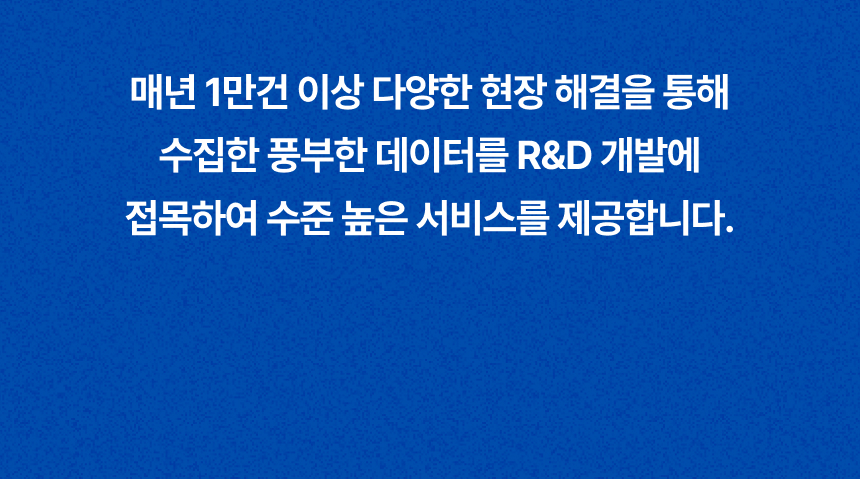 매년 1만건 이상 다양한 현장 해결을 통해
수집한 풍부한 데이터를 R&D 개발에
접목하여 수준 높은 서비스를 제공합니다.